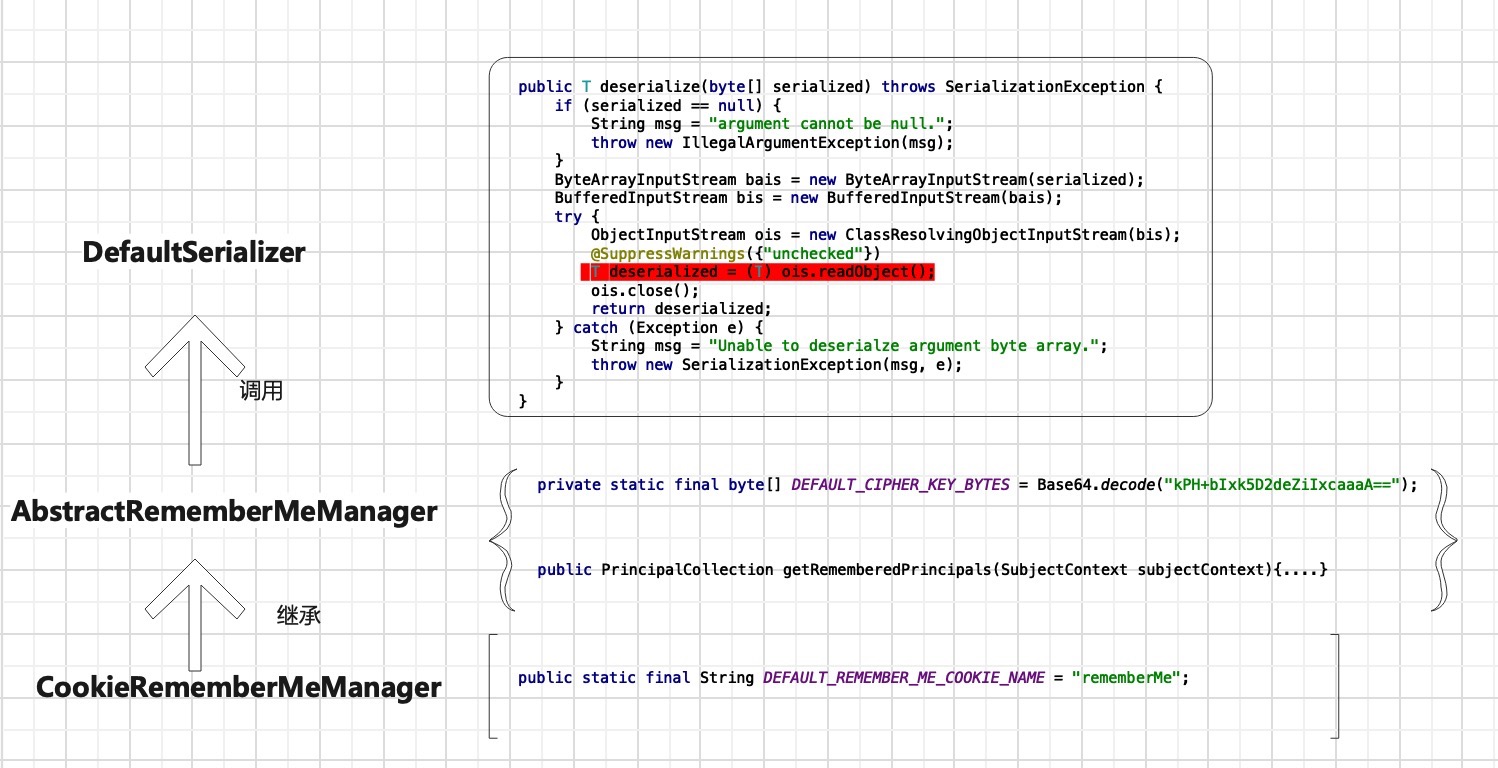 public T deserialize(byte[] serialized) throws SerializationException {
if (serialized == null) {
String msg = "argument cannot be null.";
throw new IllegalArgumentException(msg);
}
ByteArrayInputStream bais = new ByteArrayInputStream(serialized);
BufferedInputStream bis = new BufferedInputStream(bais);
try {
ObjectInputStream ois = new ClassResolvingObjectInputStream(bis);
@SuppressWarnings({"unchecked"})
T deserialized = (T) ois.readObject();
ois.close();
return deserialized;
} catch (Exception e) {
String msg = "Unable to deserialze argument byte array.";
throw new SerializationException(msg, e);
}
}
DefaultSerializer
调用
AbstractRememberMeManager
private static final byte[] DEFAULT_CIPHER_KEY_BYTES = Base64.decode("kPH+bIxk5D2deZiIxcaaaA==");
public PrincipalCollection getRememberedPrincipals(SubjectContext subjectContext){....}
继承
CookieRememberMeManager
public static final String DEFAULT_REMEMBER_ME_COOKIE_NAME = "rememberMe";